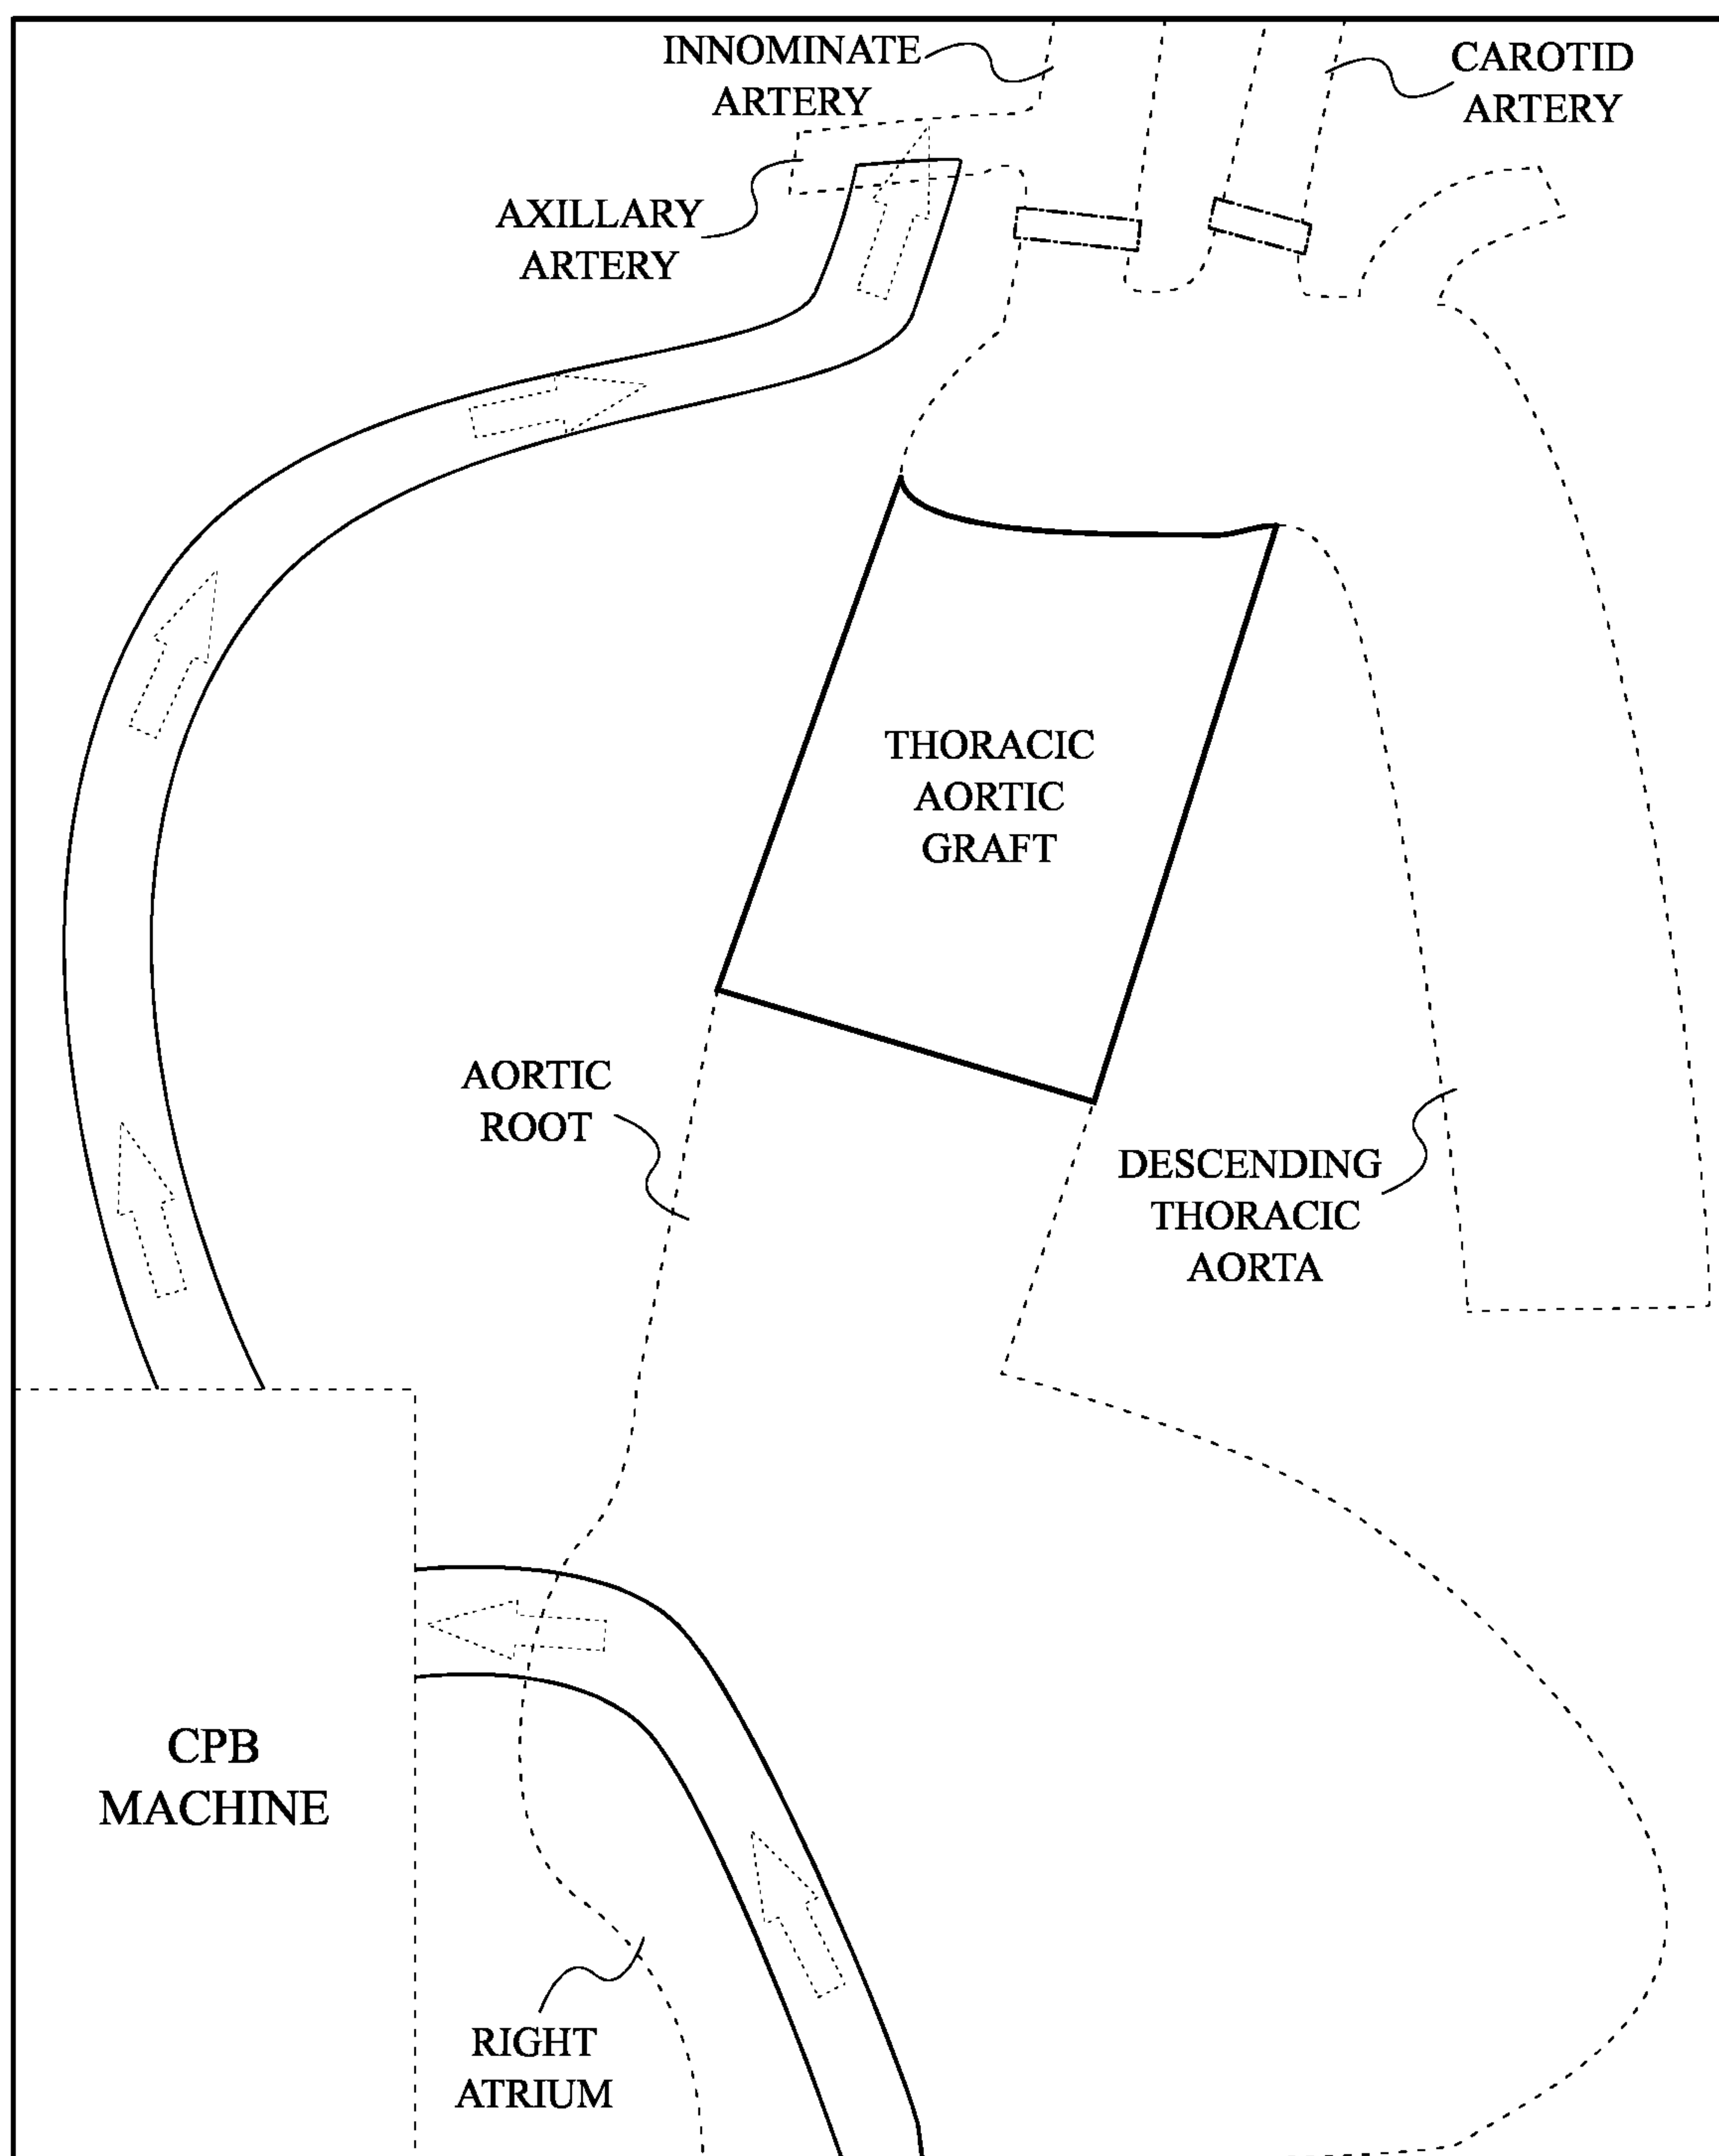 INNOMINATE
ARTERY
CAROTID
ARTERY
AXILLARY
ARTERY
THORACIC
AORTIC
GRAFT
AORTIC
ROOT
DESCENDING
THORACIC
AORTA
CPB
MACHINE
RIGHT
ATRIUM